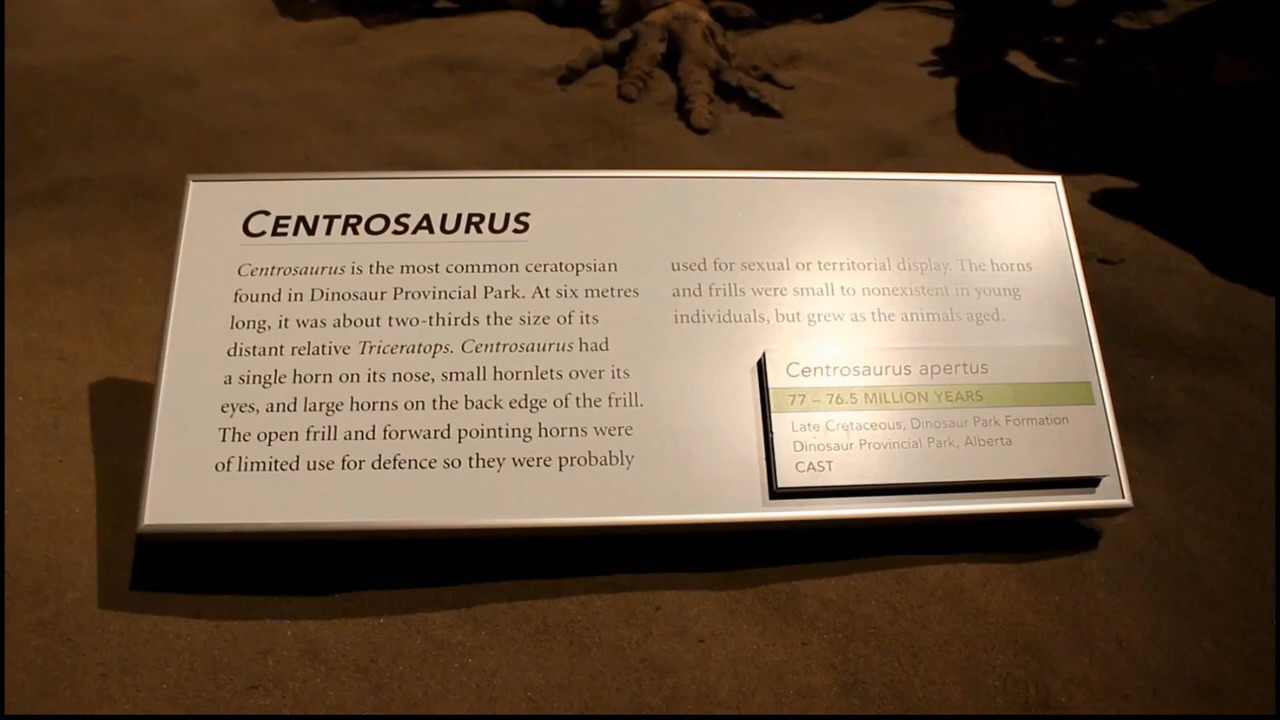 CENTROSAURUS
Centrosaurus is the most common ceratopsian
found in Dinosaur Provincial Park. At six metres
long, it was about two-thirds the size of its
distant relative Triceratops. Centrosaurus had
a single horn on its nose, small hornlets over its
eyes, and large horns on the back edge of the frill.
The open frill and forward pointing horns were
of limited use for defence so they were probably
used for sexual or territorial display. The horns
and frills were small to nonexistent in young
individuals, but grew as the animals aged.
Centrosaurus apertus
77 – 76.5 MILLION YEARS
Late Cretaceous, Dinosaur Park Formation
Dinosaur Provincial Park, Alberta
CAST